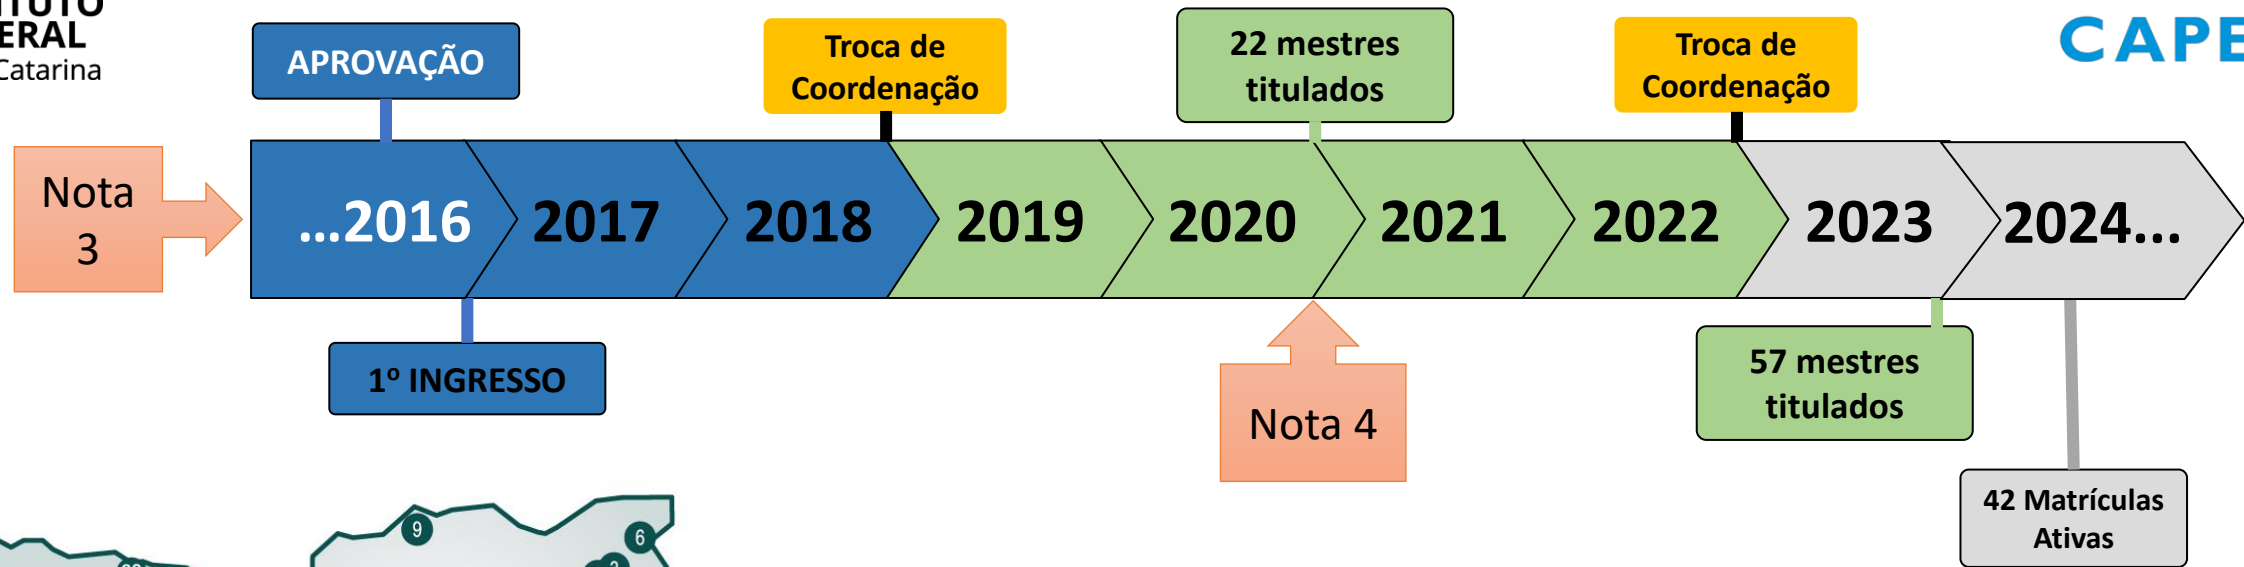 ERAL
Catarina
CAPE
APROVAÇÃO
Troca de
Coordenação
22 mestres
titulados
Troca de
Coordenação
Nota
3
...2016
2017
2018
2019
2020
2021
2022
2023
2024...
1º INGRESSO
Nota 4
57 mestres
titulados
42 Matrículas
Ativas
9
6